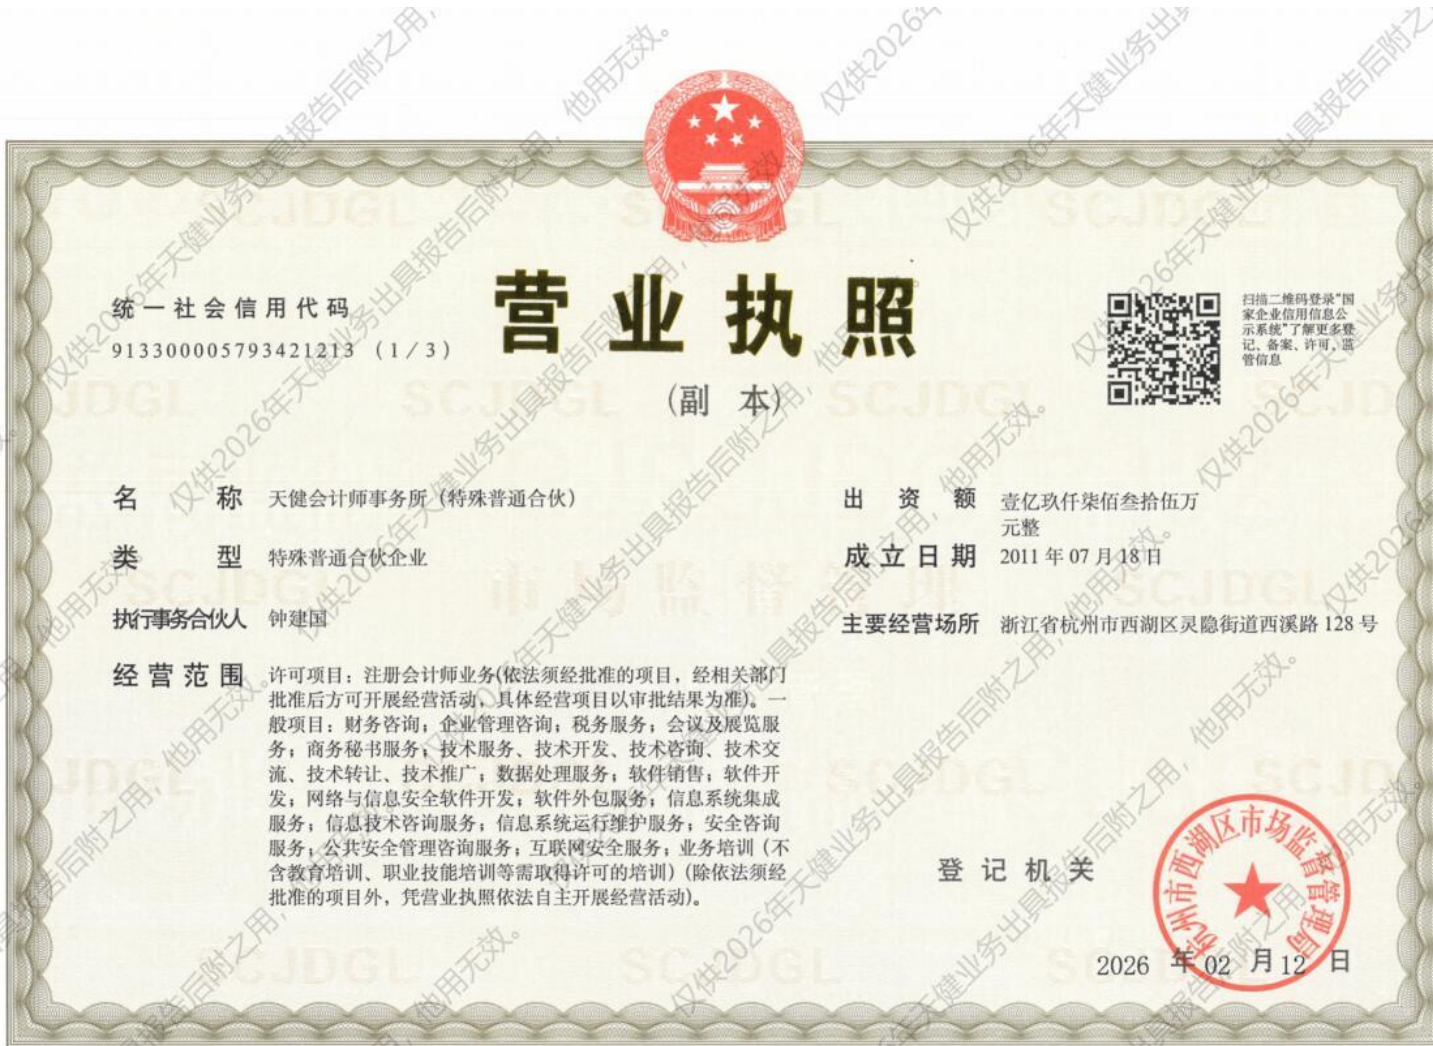 营业执照
(副 本)
统一社会信用代码
913300005793421213 (1/3)
扫描二维码登录"国
家企业信用信息公
示系统"了解更多登
记、备案、许可、监
管信息
名 称 天健会计师事务所（特殊普通合伙）
类 型 特殊普通合伙企业
执行事务合伙人 钟建国
经营范围 许可项目：注册会计师业务(依法须经批准的项目，经相关部门
批准后方可开展经营活动，具体经营项目以审批结果为准)。一
般项目：财务咨询；企业管理咨询；税务服务；会议及展览服
务；商务秘书服务；技术服务、技术开发、技术咨询、技术交
流、技术转让、技术推广；数据处理服务；软件销售；软件开
发；网络与信息安全软件开发；软件外包服务；信息系统集成
服务；信息技术咨询服务；信息系统运行维护服务；安全咨询
服务；公共安全管理咨询服务；互联网安全服务；业务培训（不
含教育培训、职业技能培训等需取得许可的培训）(除依法须经
批准的项目外，凭营业执照依法自主开展经营活动)。
出 资 额 壹亿玖仟柒佰叁拾伍万
元整
成立日期 2011年07月18日
主要经营场所 浙江省杭州市西湖区灵隐街道西溪路128号
登记机关
杭州市西湖区市场监督管理局
2026 年 02 月 12 日
仅供2026年天健业务出具报告后附之用，他用无效。
SCJDGL
市场监督管理